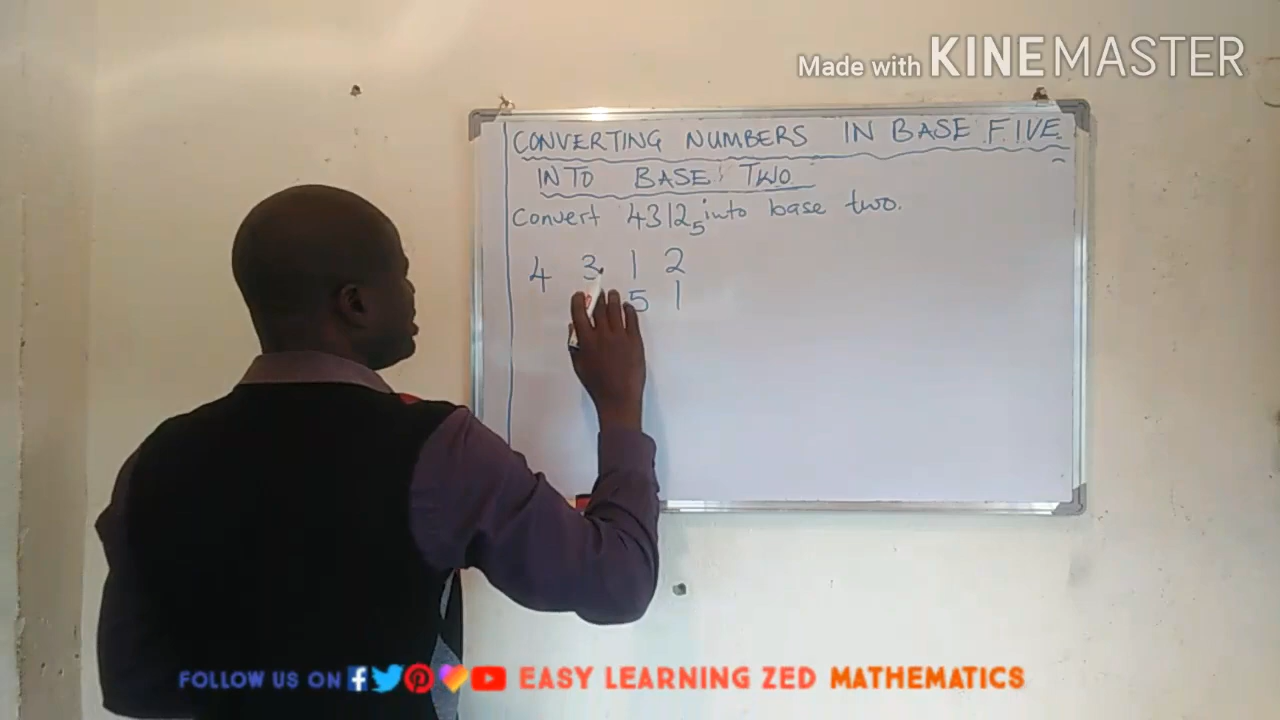 Made with KINEMASTER
CONVERTING NUMBERS IN BASE FIVE
INTO BASE TWO
Convert 4312₅ into base two.
4 3 1 2
5 1
FOLLOW US ON EASY LEARNING ZED MATHEMATICS